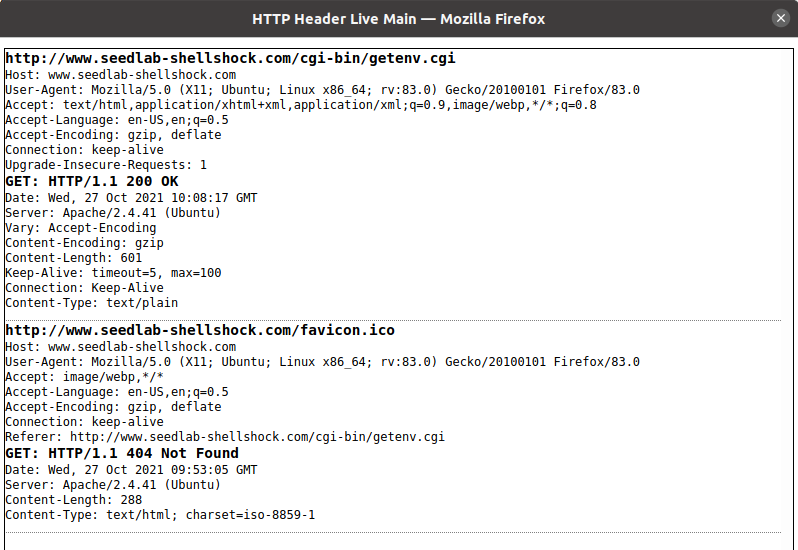 HTTP Header Live Main — Mozilla Firefox
http://www.seedlab-shellshock.com/cgi-bin/getenv.cgi
Host: www.seedlab-shellshock.com
User-Agent: Mozilla/5.0 (X11; Ubuntu; Linux x86_64; rv:83.0) Gecko/20100101 Firefox/83.0
Accept: text/html,application/xhtml+xml,application/xml;q=0.9,image/webp,*/*;q=0.8
Accept-Language: en-US,en;q=0.5
Accept-Encoding: gzip, deflate
Connection: keep-alive
Upgrade-Insecure-Requests: 1
GET: HTTP/1.1 200 OK
Date: Wed, 27 Oct 2021 10:08:17 GMT
Server: Apache/2.4.41 (Ubuntu)
Vary: Accept-Encoding
Content-Encoding: gzip
Content-Length: 601
Keep-Alive: timeout=5, max=100
Connection: Keep-Alive
Content-Type: text/plain
http://www.seedlab-shellshock.com/favicon.ico
Host: www.seedlab-shellshock.com
User-Agent: Mozilla/5.0 (X11; Ubuntu; Linux x86_64; rv:83.0) Gecko/20100101 Firefox/83.0
Accept: image/webp,*/*
Accept-Language: en-US,en;q=0.5
Accept-Encoding: gzip, deflate
Connection: keep-alive
Referer: http://www.seedlab-shellshock.com/cgi-bin/getenv.cgi
GET: HTTP/1.1 404 Not Found
Date: Wed, 27 Oct 2021 09:53:05 GMT
Server: Apache/2.4.41 (Ubuntu)
Content-Length: 288
Content-Type: text/html; charset=iso-8859-1